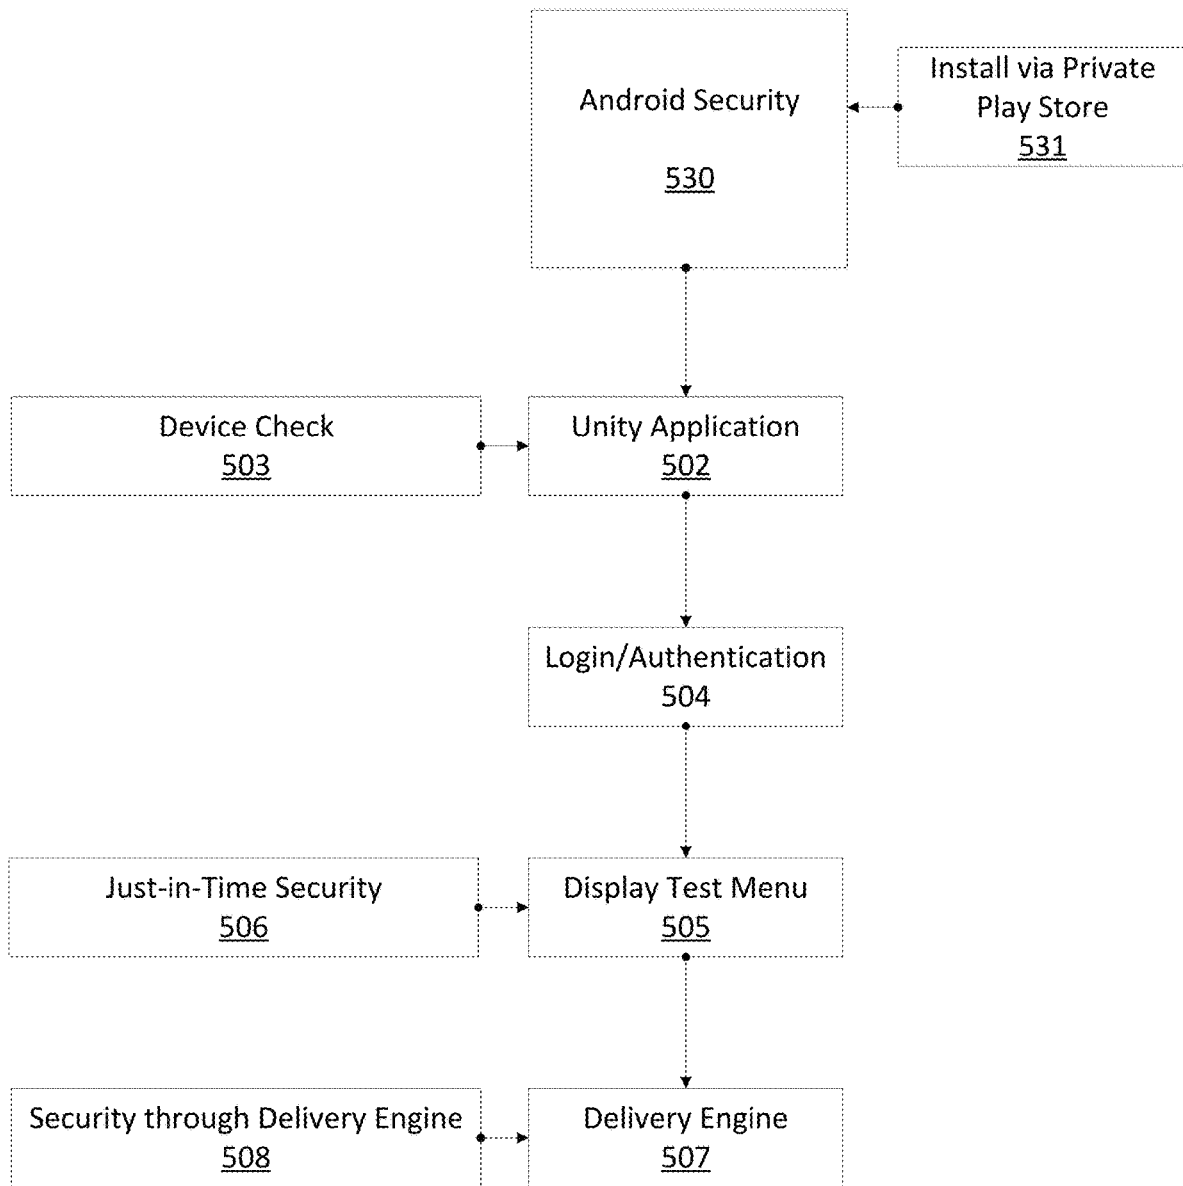 Android Security
530
Install via Private
Play Store
531
Device Check
503
Unity Application
502
Login/Authentication
504
Just-in-Time Security
506
Display Test Menu
505
Security through Delivery Engine
508
Delivery Engine
507